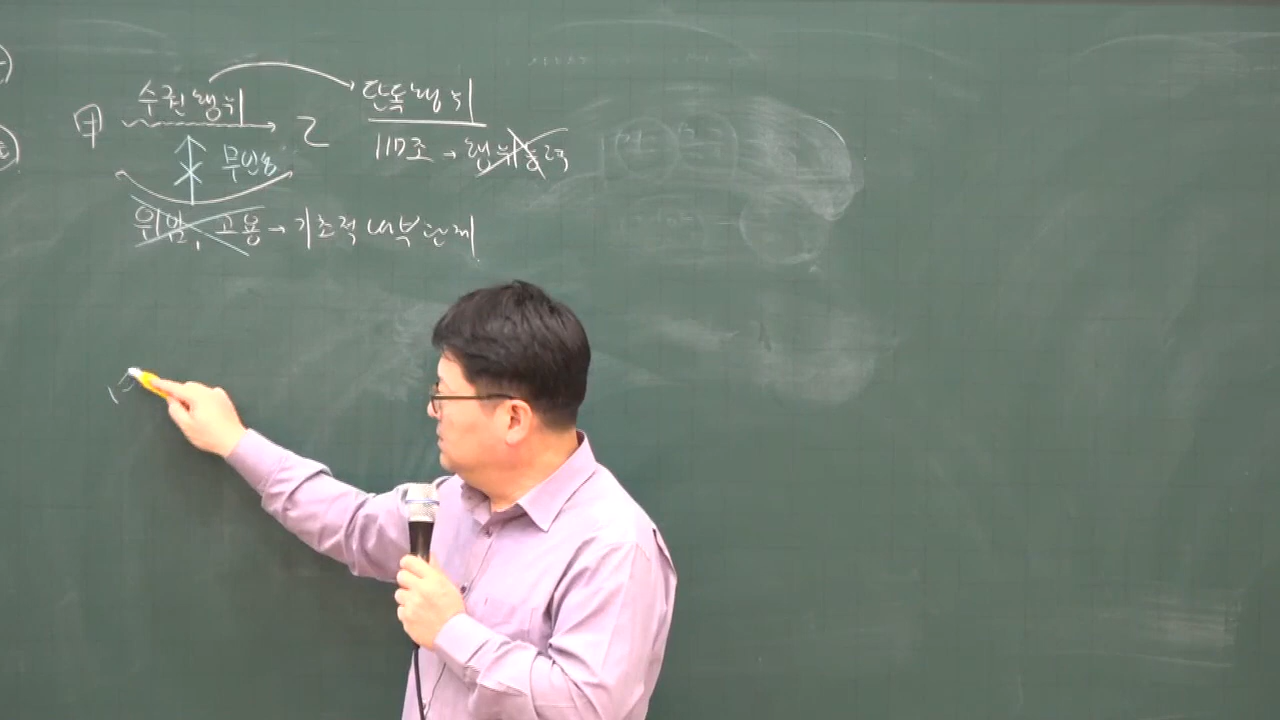 수권행위 → 단독행위
甲 → 乙 117조 → 행위능력
무인성
위임, 고용 → 기초적 내부관계